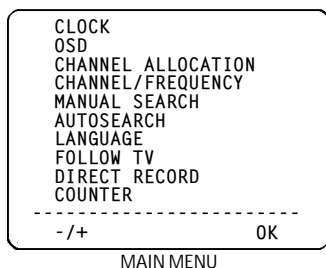 CLOCK
OSD
CHANNEL ALLOCATION
CHANNEL/FREQUENCY
MANUAL SEARCH
AUTOSEARCH
LANGUAGE
FOLLOW TV
DIRECT RECORD
COUNTER
-------------------------
-/+ OK
MAIN MENU